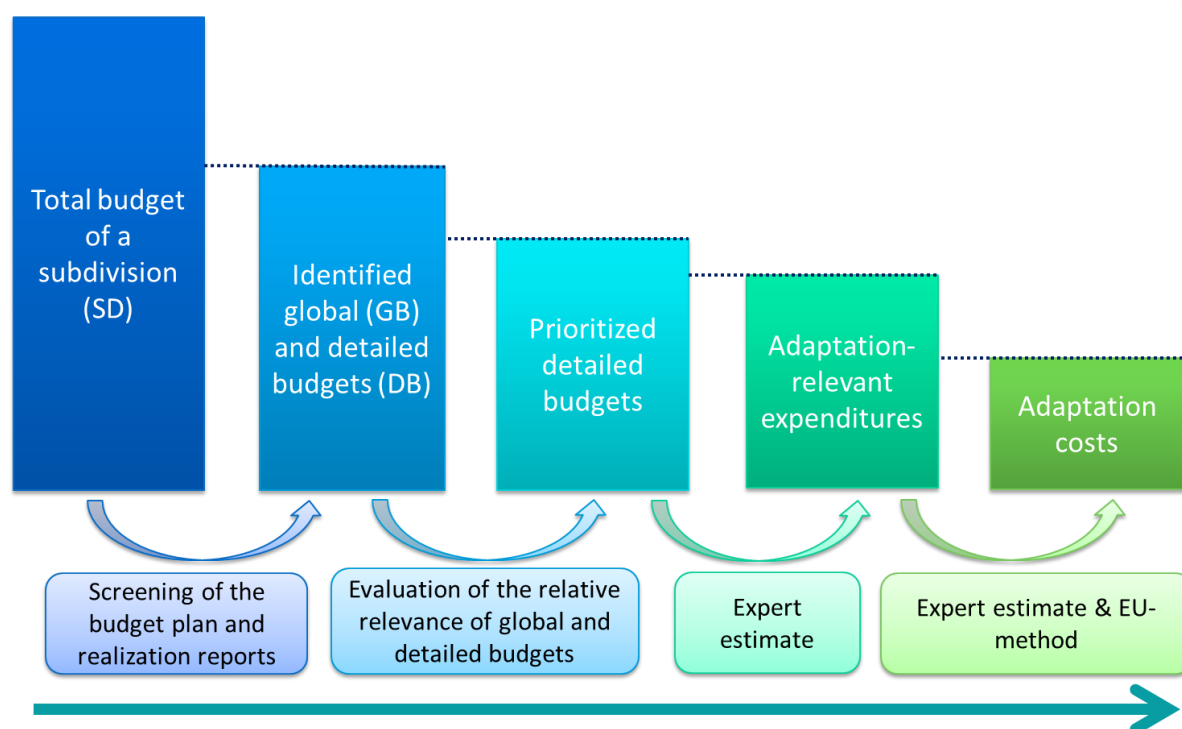 Total budget
of a
subdivision
(SD)
Identified
global (GB)
and detailed
budgets (DB)
Prioritized
detailed
budgets
Adaptation-
relevant
expenditures
Adaptation
costs
Screening of the
budget plan and
realization reports
Evaluation of the relative
relevance of global and
detailed budgets
Expert
estimate
Expert estimate & EU-
method